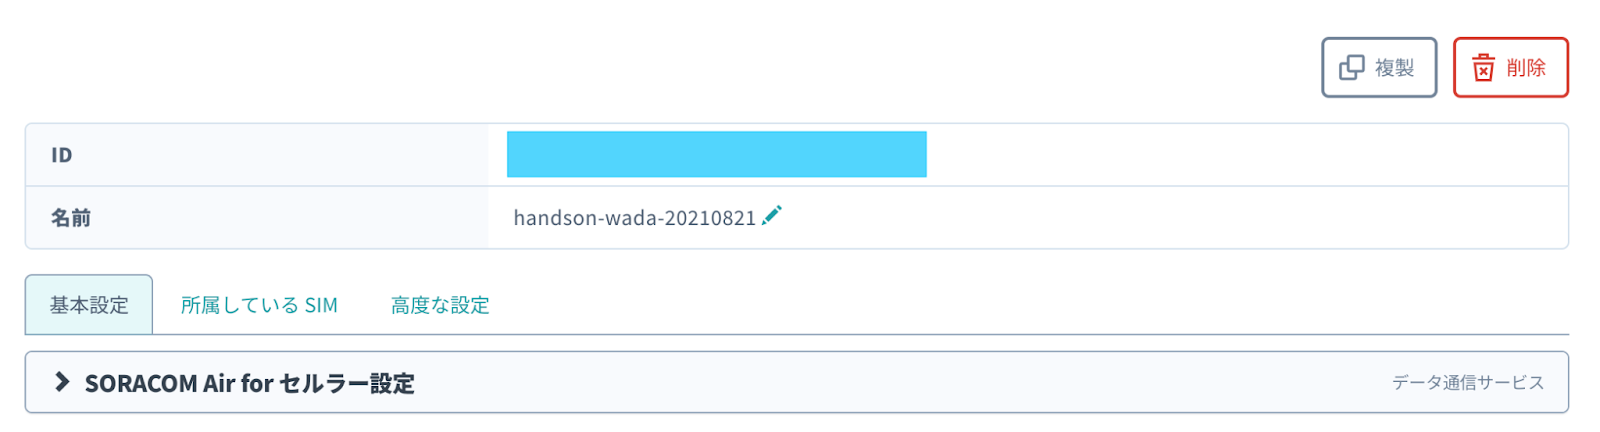 複製 削除
ID
名前 handson-wada-20210821
基本設定 所属している SIM 高度な設定
SORACOM Air for セルラー設定 データ通信サービス